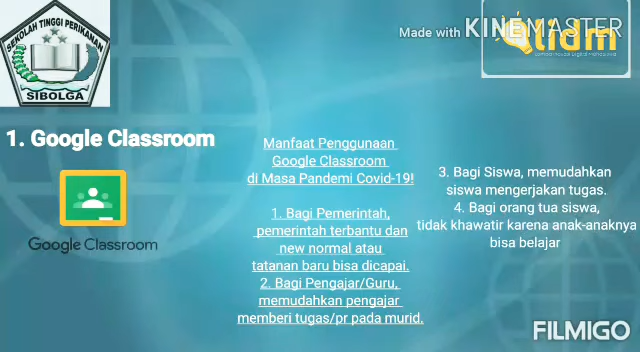 SEKOLAH TINGGI PERIKANAN
SIBOLGA
Made with KINEMASTER
lidm
1. Google Classroom
Google Classroom
Manfaat Penggunaan
Google Classroom
di Masa Pandemi Covid-19!
1. Bagi Pemerintah,
pemerintah terbantu dan
new normal atau
tatanan baru bisa dicapai.
2. Bagi Pengajar/Guru,
memudahkan pengajar
memberi tugas/pr pada murid.
3. Bagi Siswa, memudahkan
siswa mengerjakan tugas.
4. Bagi orang tua siswa,
tidak khawatir karena anak-anaknya
bisa belajar
FILMIGO